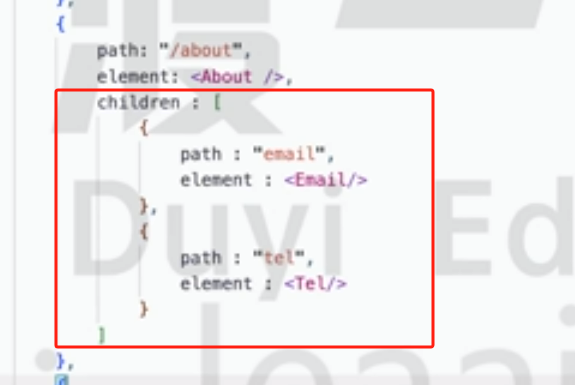 },
{
path: "/about",
element: <About />,
children : [
{
path : "email",
element : <Email/>
},
{
path : "tel",
element : <Tel/>
}
]
},
Duyi Ed